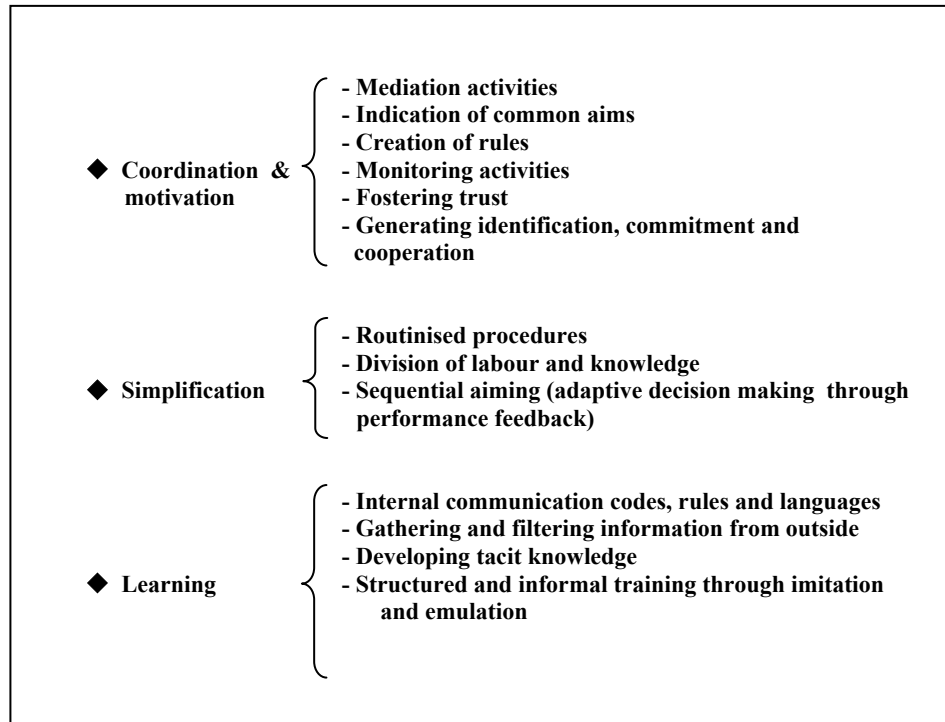 - Mediation activities
- Indication of common aims
- Creation of rules
◆ Coordination & motivation
- Monitoring activities
- Fostering trust
- Generating identification, commitment and
cooperation
- Routinised procedures
- Division of labour and knowledge
◆ Simplification
- Sequential aiming (adaptive decision making through
performance feedback)
- Internal communication codes, rules and languages
- Gathering and filtering information from outside
- Developing tacit knowledge
◆ Learning
- Structured and informal training through imitation
and emulation